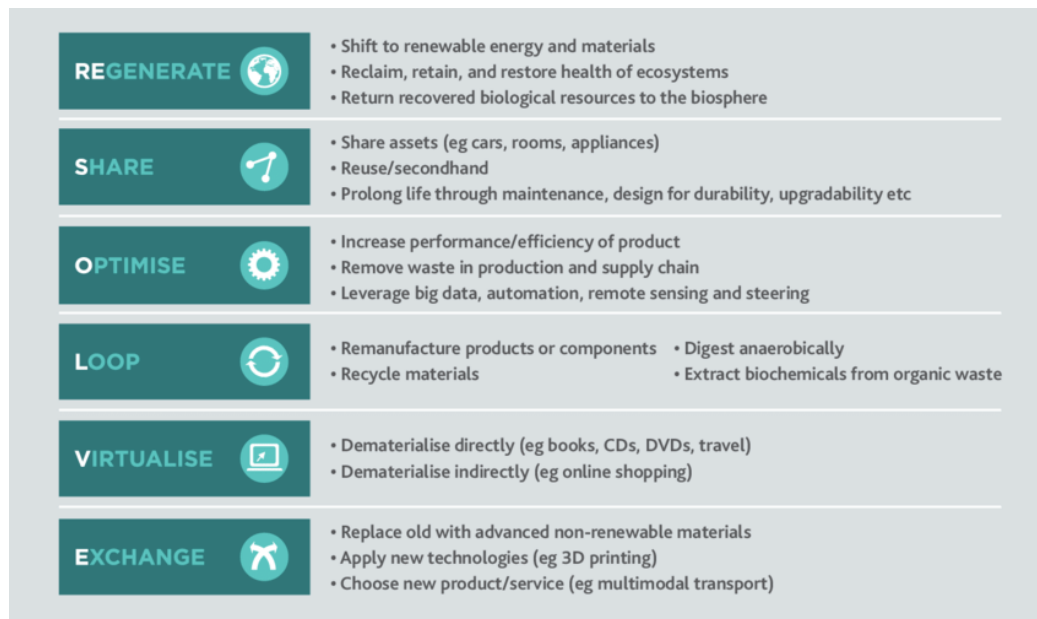 REGENERATE
• Shift to renewable energy and materials
• Reclaim, retain, and restore health of ecosystems
• Return recovered biological resources to the biosphere
SHARE
• Share assets (eg cars, rooms, appliances)
• Reuse/secondhand
• Prolong life through maintenance, design for durability, upgradability etc
OPTIMISE
• Increase performance/efficiency of product
• Remove waste in production and supply chain
• Leverage big data, automation, remote sensing and steering
LOOP
• Remanufacture products or components
• Recycle materials
• Digest anaerobically
• Extract biochemicals from organic waste
VIRTUALISE
• Dematerialise directly (eg books, CDs, DVDs, travel)
• Dematerialise indirectly (eg online shopping)
EXCHANGE
• Replace old with advanced non-renewable materials
• Apply new technologies (eg 3D printing)
• Choose new product/service (eg multimodal transport)